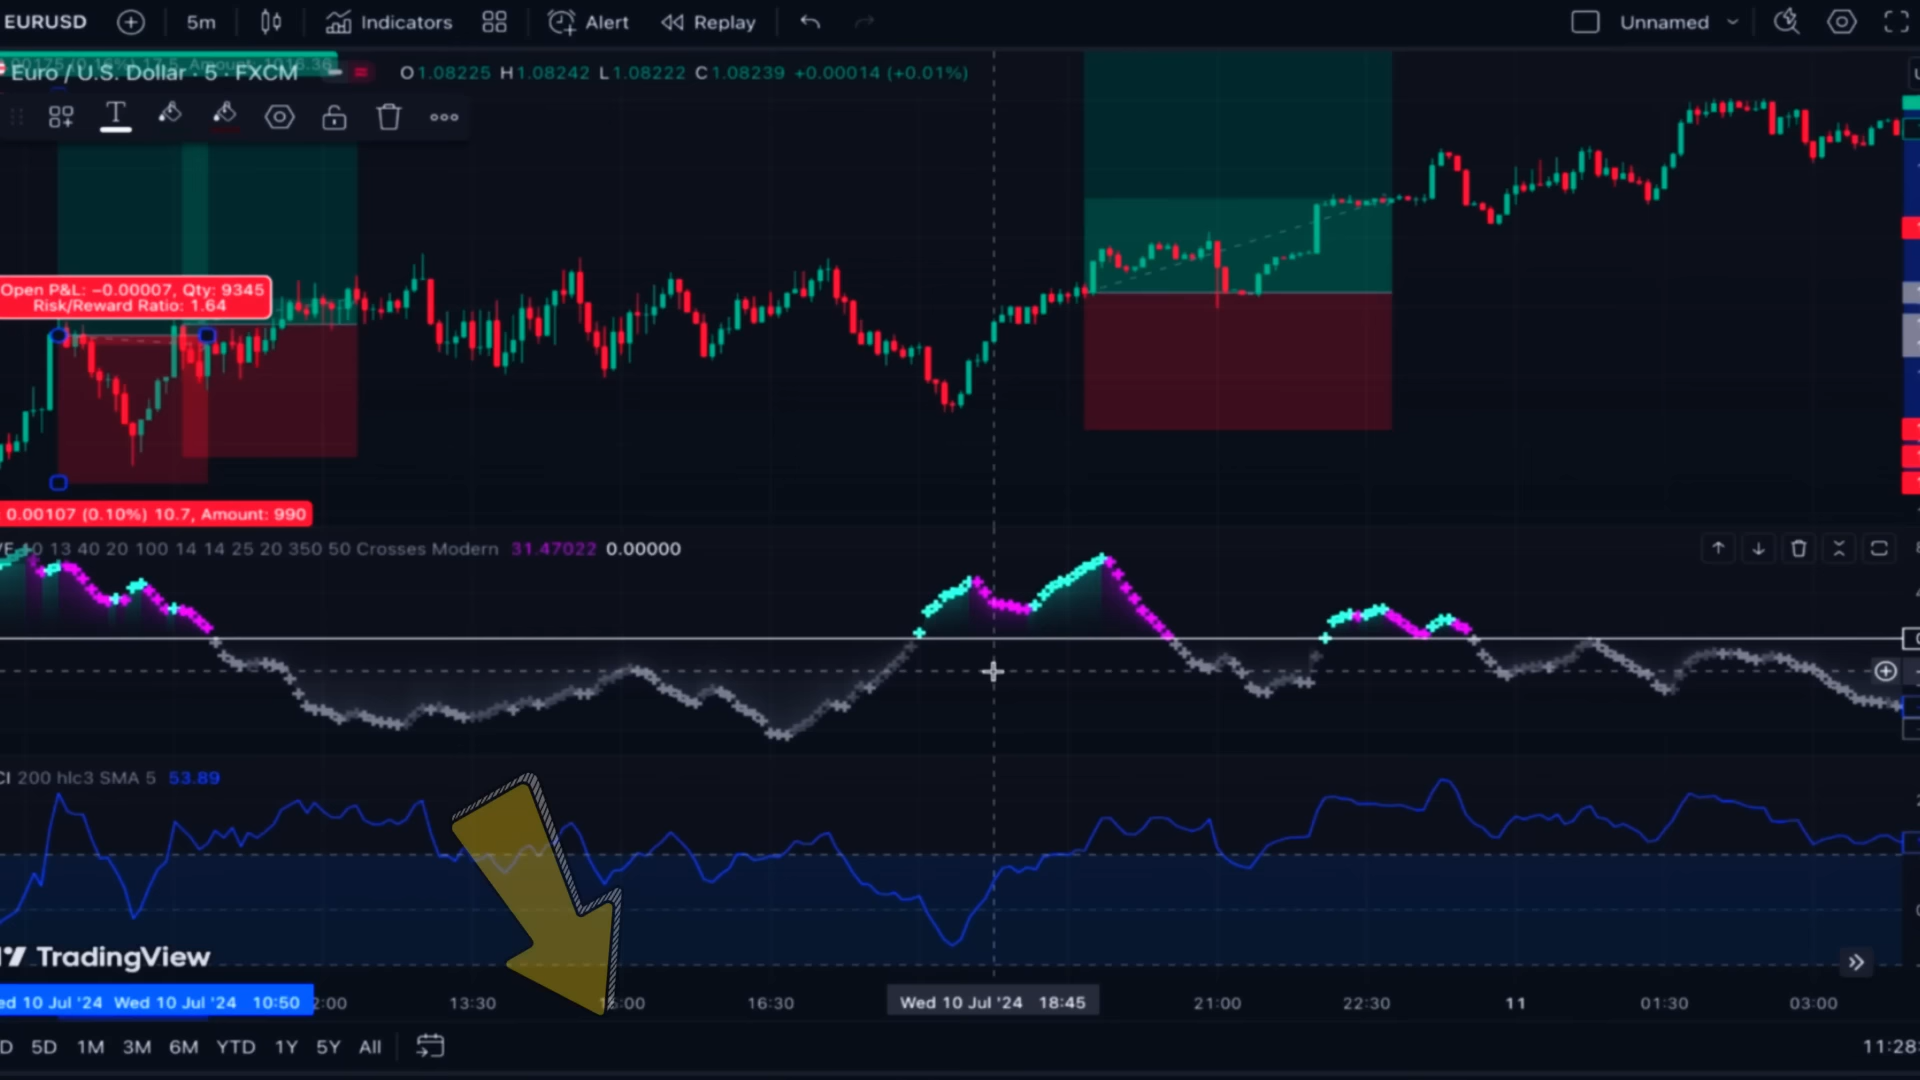 EURUSD 5m Indicators Alert Replay Unnamed
Euro / U.S. Dollar · 5 · FXCM O1.08225 H1.08242 L1.08222 C1.08239 +0.00014 (+0.01%)
Open P&L: −0.00007, Qty: 9345
Risk/Reward Ratio: 1.64
0.00107 (0.10%) 10.7, Amount: 990
13 40 20 100 14 14 25 20 350 50 Crosses Modern 31.47022 0.00000
CI 200 hlc3 SMA 5 53.89
TradingView
ed 10 Jul '24 Wed 10 Jul '24 10:50 2:00 13:30 16:30 Wed 10 Jul '24 18:45 21:00 22:30 11 01:30 03:00
D 5D 1M 3M 6M YTD 1Y 5Y All 11:28: